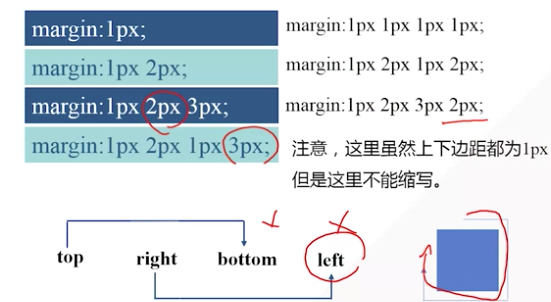 margin:1px;
margin:1px 1px 1px 1px;
margin:1px 2px;
margin:1px 2px 1px 2px;
margin:1px 2px 3px;
margin:1px 2px 3px 2px;
margin:1px 2px 1px 3px;
注意，这里虽然上下边距都为1px
但是这里不能缩写。
top right bottom left